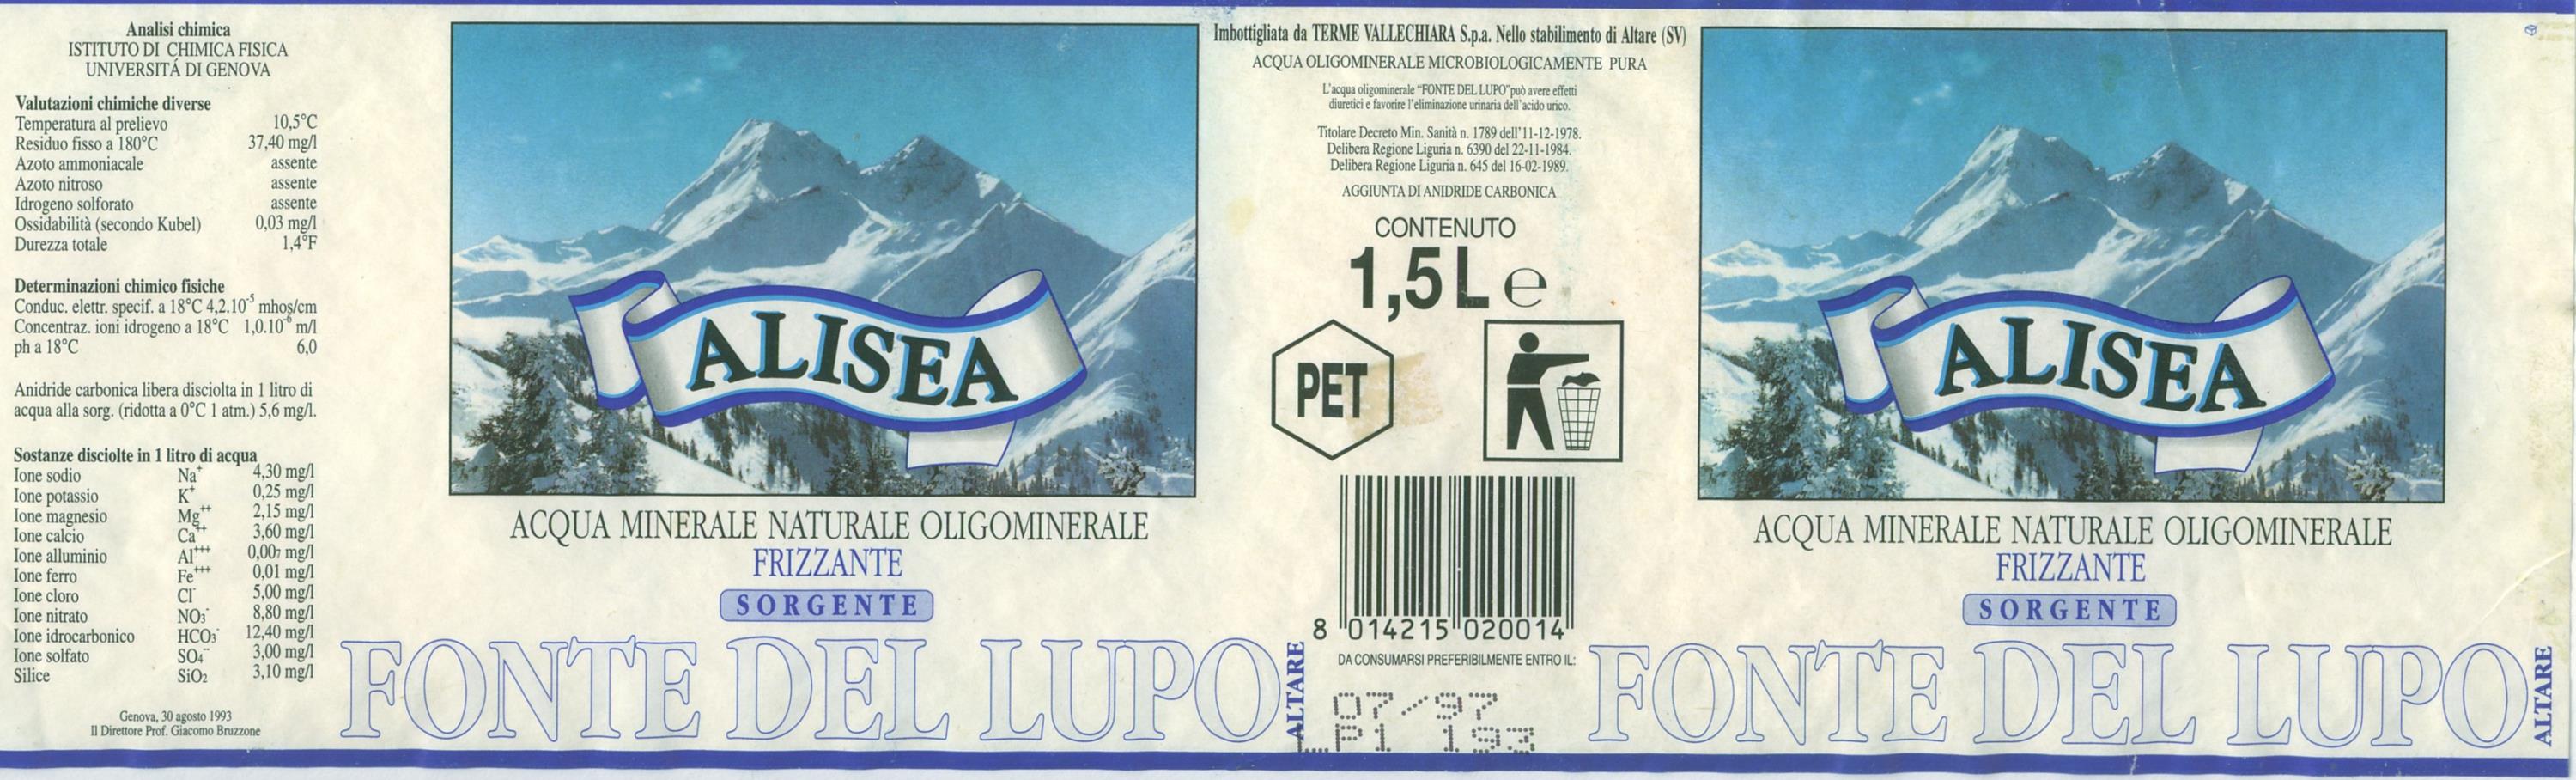 Analisi chimica
ISTITUTO DI CHIMICA FISICA
UNIVERSITÁ DI GENOVA
Valutazioni chimiche diverse
Temperatura al prelievo 10,5°C
Residuo fisso a 180°C 37,40 mg/l
Azoto ammoniacale assente
Azoto nitroso assente
Idrogeno solforato assente
Ossidabilità (secondo Kubel) 0,03 mg/l
Durezza totale 1,4°F
Determinazioni chimico fisiche
Conduc. elettr. specif. a 18°C 4,2.10⁻⁵ mhos/cm
Concentraz. ioni idrogeno a 18°C 1,0.10⁻⁶ m/l
ph a 18°C 6,0
Anidride carbonica libera disciolta in 1 litro di
acqua alla sorg. (ridotta a 0°C 1 atm.) 5,6 mg/l.
Sostanze disciolte in 1 litro di acqua
Ione sodio Na⁺ 4,30 mg/l
Ione potassio K⁺ 0,25 mg/l
Ione magnesio Mg⁺⁺ 2,15 mg/l
Ione calcio Ca⁺⁺ 3,60 mg/l
Ione alluminio Al⁺⁺⁺ 0,007 mg/l
Ione ferro Fe⁺⁺⁺ 0,01 mg/l
Ione cloro Cl⁻ 5,00 mg/l
Ione nitrato NO₃⁻ 8,80 mg/l
Ione idrocarbonico HCO₃⁻ 12,40 mg/l
Ione solfato SO₄⁻⁻ 3,00 mg/l
Silice SiO₂ 3,10 mg/l
Genova, 30 agosto 1993
Il Direttore Prof. Giacomo Bruzzone
ALISEA
ACQUA MINERALE NATURALE OLIGOMINERALE
FRIZZANTE
SORGENTE
FONTE DEL LUPO
ALTARE
Imbottigliata da TERME VALLECHIARA S.p.a. Nello stabilimento di Altare (SV)
ACQUA OLIGOMINERALE MICROBIOLOGICAMENTE PURA
L'acqua oligominerale “FONTE DEL LUPO”può avere effetti
diuretici e favorire l'eliminazione urinaria dell'acido urico.
Titolare Decreto Min. Sanità n. 1789 dell'11-12-1978.
Delibera Regione Liguria n. 6390 del 22-11-1984.
Delibera Regione Liguria n. 645 del 16-02-1989.
AGGIUNTA DI ANIDRIDE CARBONICA
CONTENUTO
1,5 L e
PET
8 014215 020014
DA CONSUMARSI PREFERIBILMENTE ENTRO IL:
07/97
LP1 193
ALISEA
ACQUA MINERALE NATURALE OLIGOMINERALE
FRIZZANTE
SORGENTE
FONTE DEL LUPO
ALTARE